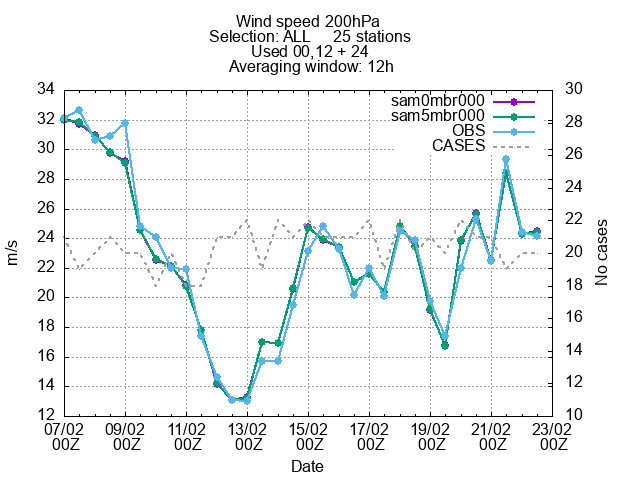 Wind speed 200hPa
Selection: ALL 25 stations
Used 00,12 + 24
Averaging window: 12h
sam0mbr000
sam5mbr000
OBS
CASES
34
32
30
28
26
24
22
20
18
16
14
12
m/s
30
28
26
24
22
20
18
16
14
12
10
No cases
07/02 09/02 11/02 13/02 15/02 17/02 19/02 21/02 23/02
00Z 00Z 00Z 00Z 00Z 00Z 00Z 00Z 00Z
Date